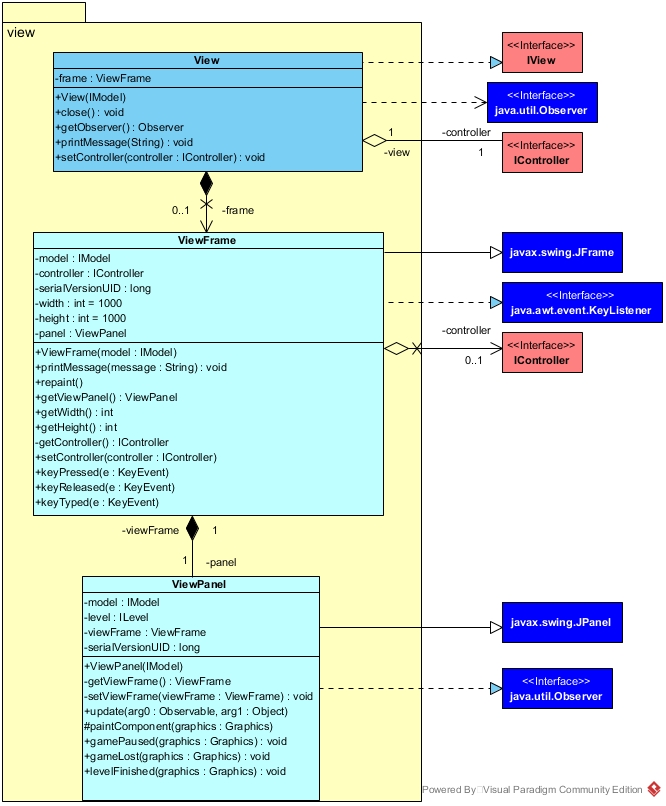 view
View
-frame : ViewFrame
+View(IModel)
+close() : void
+getObserver() : Observer
+printMessage(String) : void
+setController(controller : IController) : void
<<Interface>>
IView
<<Interface>>
java.util.Observer
1
-controller
-view
1
<<Interface>>
IController
0..1
-frame
ViewFrame
-model : IModel
-controller : IController
-serialVersionUID : long
-width : int = 1000
-height : int = 1000
-panel : ViewPanel
+ViewFrame(model : IModel)
+printMessage(message : String) : void
+repaint()
+getViewPanel() : ViewPanel
+getWidth() : int
+getHeight() : int
-getController() : IController
+setController(controller : IController)
+keyPressed(e : KeyEvent)
+keyReleased(e : KeyEvent)
+keyTyped(e : KeyEvent)
javax.swing.JFrame
<<Interface>>
java.awt.event.KeyListener
-controller
0..1
<<Interface>>
IController
-viewFrame
1
1
-panel
ViewPanel
-model : IModel
-level : ILevel
-viewFrame : ViewFrame
-serialVersionUID : long
+ViewPanel(IModel)
-getViewFrame() : ViewFrame
-setViewFrame(viewFrame : ViewFrame) : void
+update(arg0 : Observable, arg1 : Object)
#paintComponent(graphics : Graphics)
+gamePaused(graphics : Graphics) : void
+gameLost(graphics : Graphics) : void
+levelFinished(graphics : Graphics) : void
javax.swing.JPanel
<<Interface>>
java.util.Observer
Powered By Visual Paradigm Community Edition